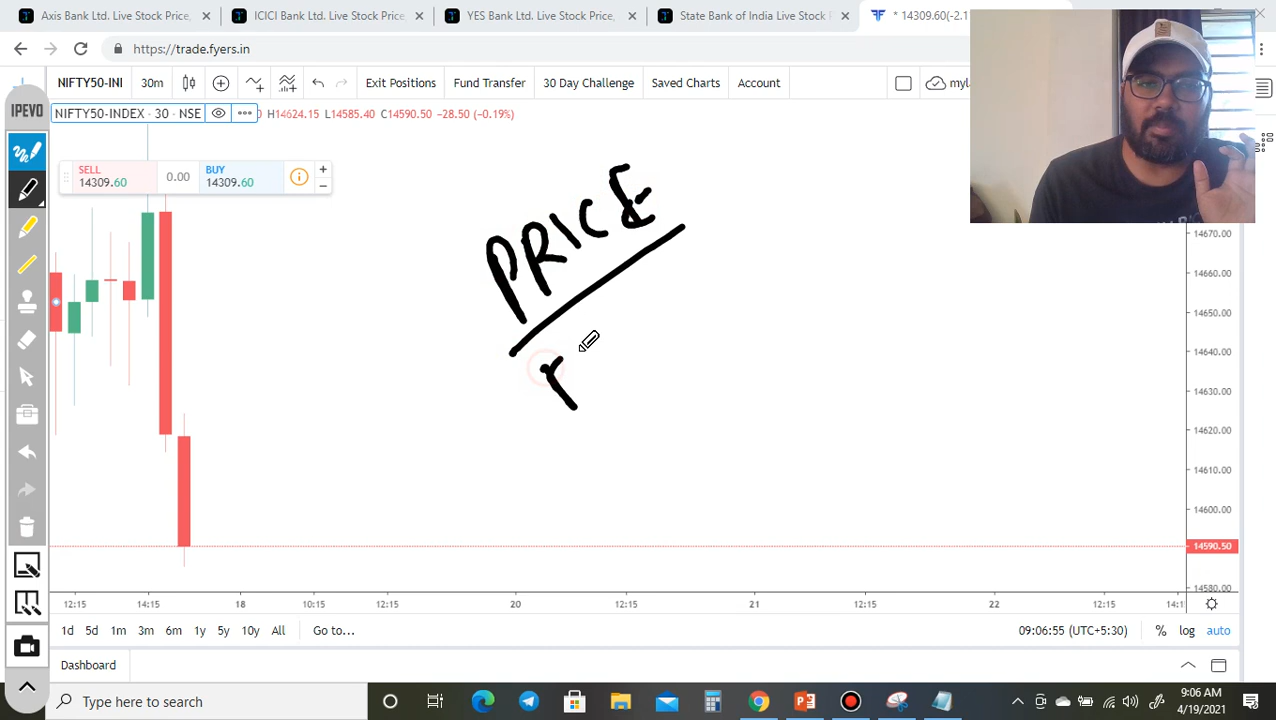 Axis Bank Ltd. Live Stock Price,
ICICI Bank Ltd. Live Stock Price,
YES Bank Ltd. Live Stock Price,
State Bank of India Live Stock P
* 14309.60(-2.1
https://trade.fyers.in
NIFTY50-INI 30m Exit Positions Fund Transfer Day Challenge Saved Charts Account
IPEVO
NIFTY50-INDEX · 30 · NSE H14624.15 L14585.40 C14590.50 −28.50 (−0.19%)
SELL
14309.60
0.00
BUY
14309.60
PRICE
r
14670.00
14660.00
14650.00
14640.00
14630.00
14620.00
14610.00
14600.00
14590.50
14580.00
12:15 14:15 18 10:15 12:15 20 12:15 21 12:15 22 12:15
1d 5d 1m 3m 6m 1y 5y 10y All Go to... 09:06:55 (UTC+5:30) % log auto
Dashboard
Type here to search
9:06 AM
4/19/2021